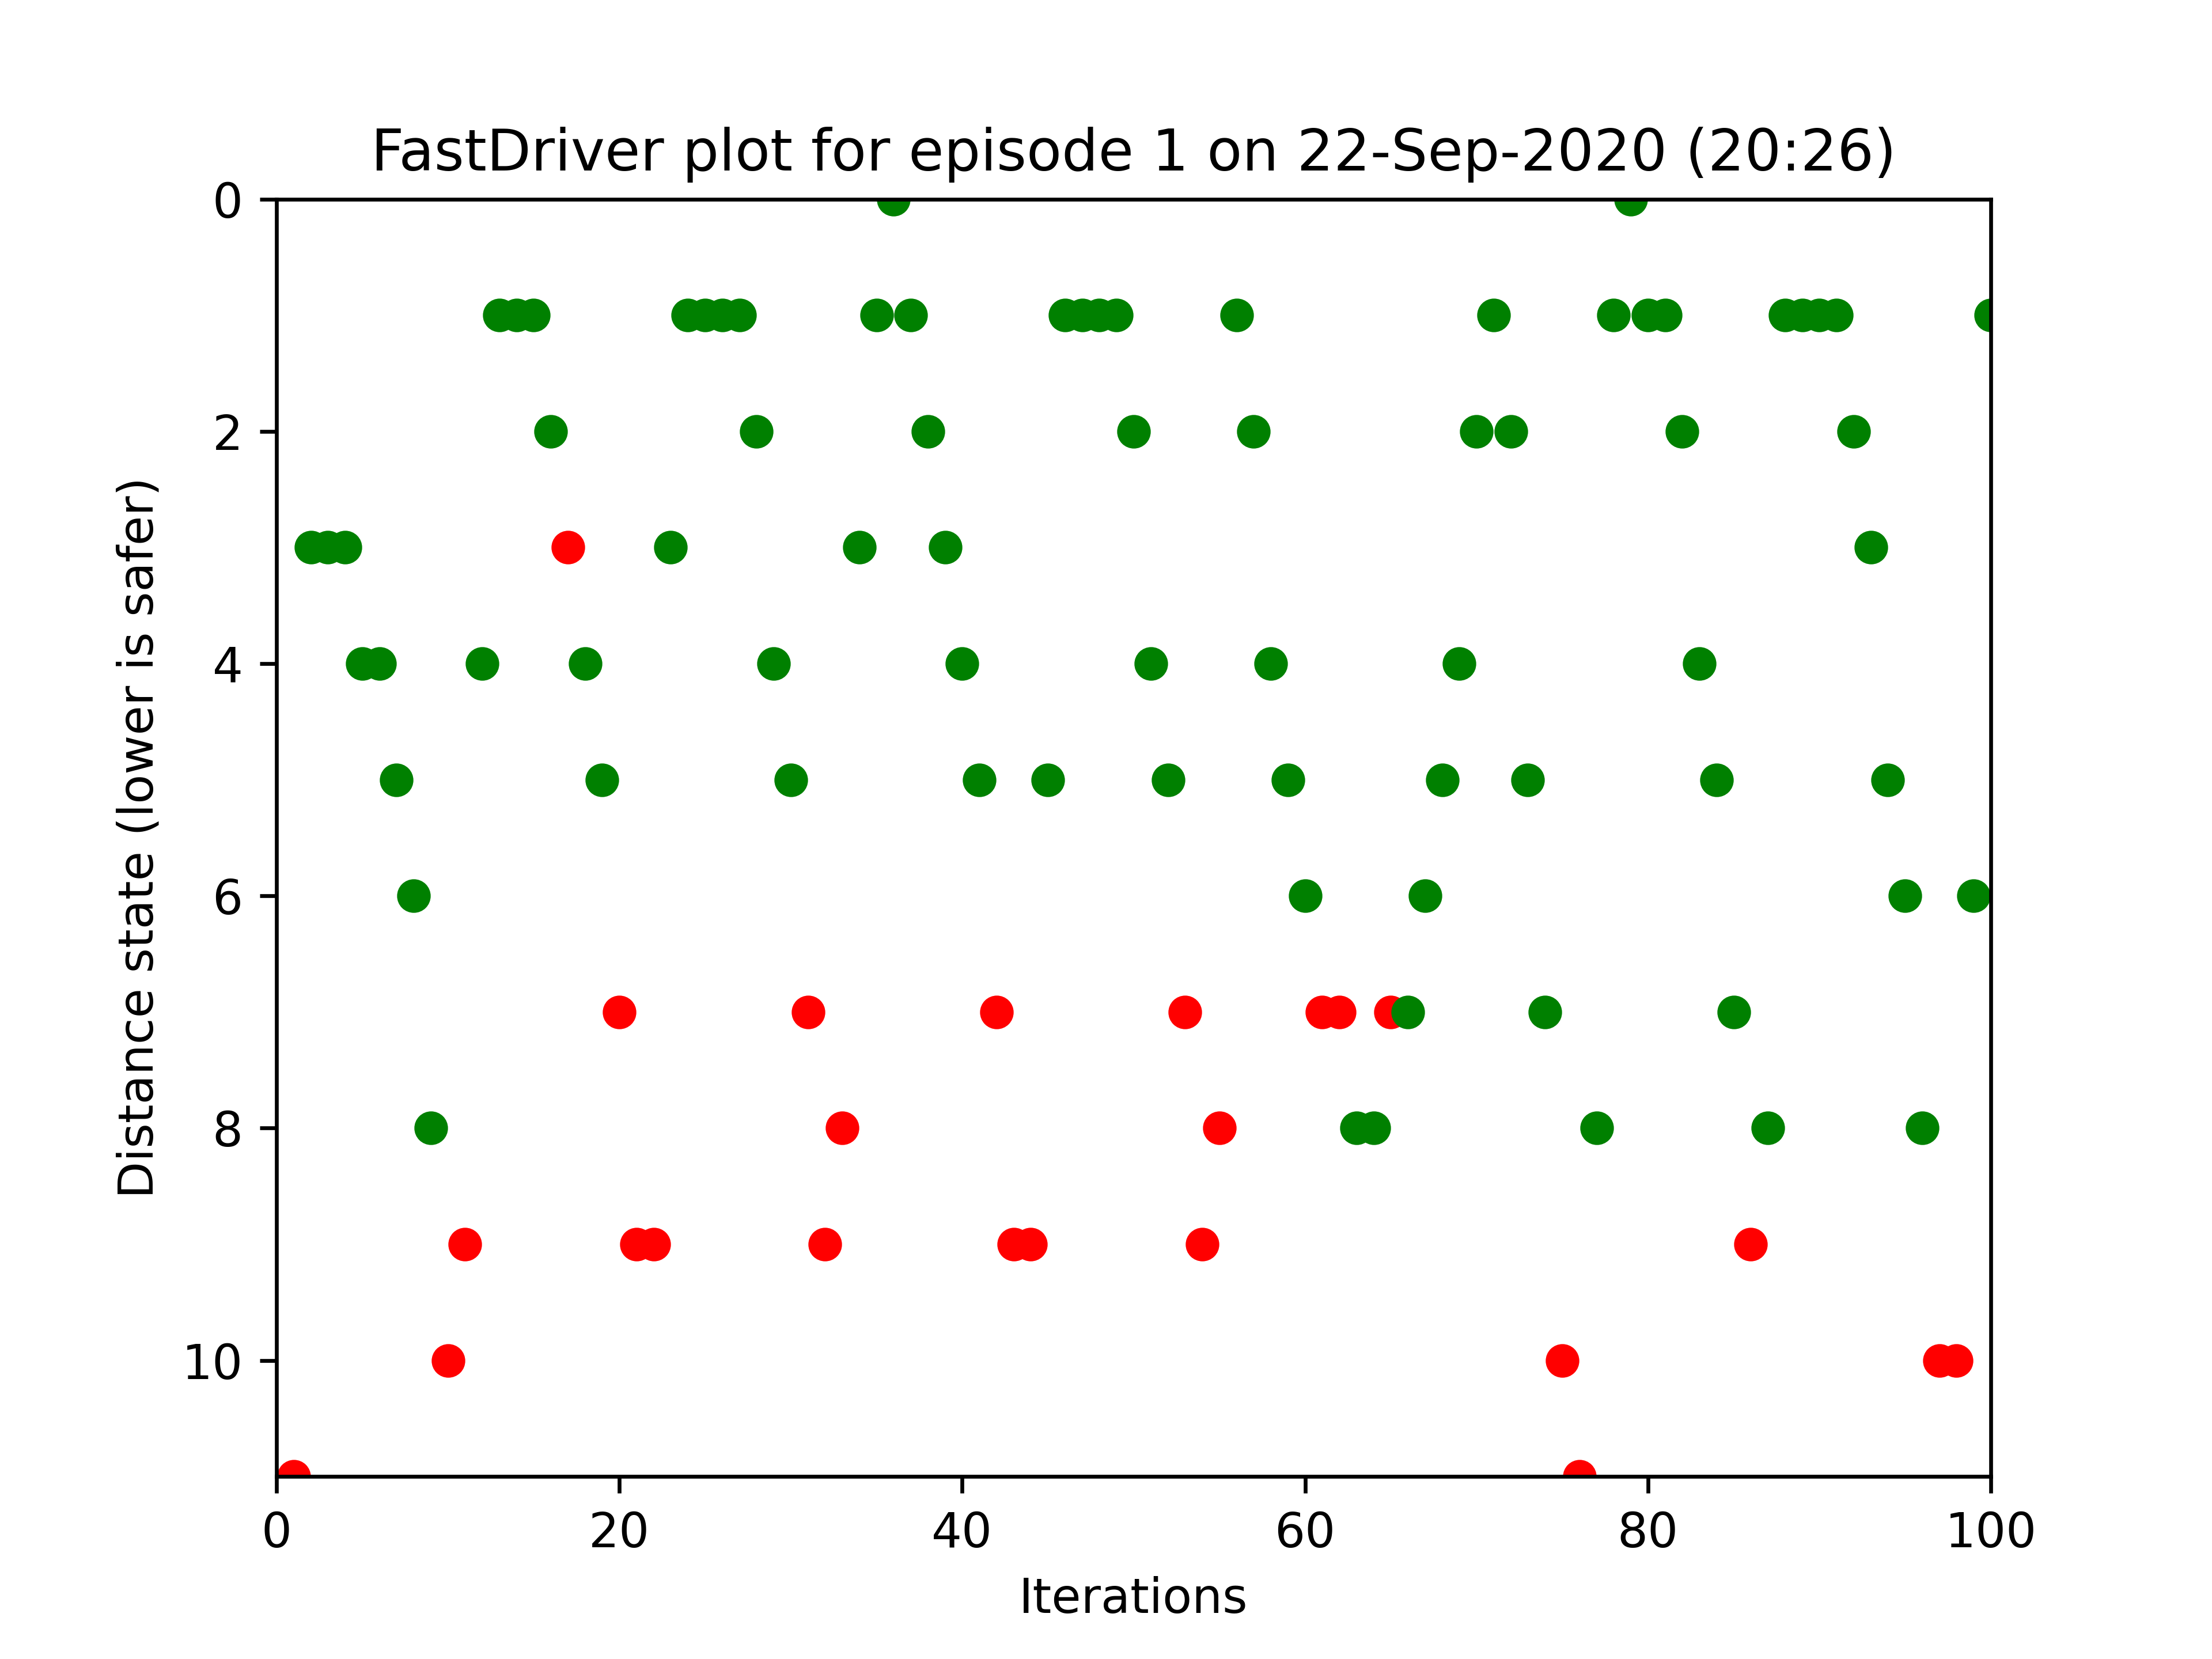 FastDriver plot for episode 1 on 22-Sep-2020 (20:26)
0
2
4
6
8
10
Distance state (lower is safer)
0 20 40 60 80 100
Iterations